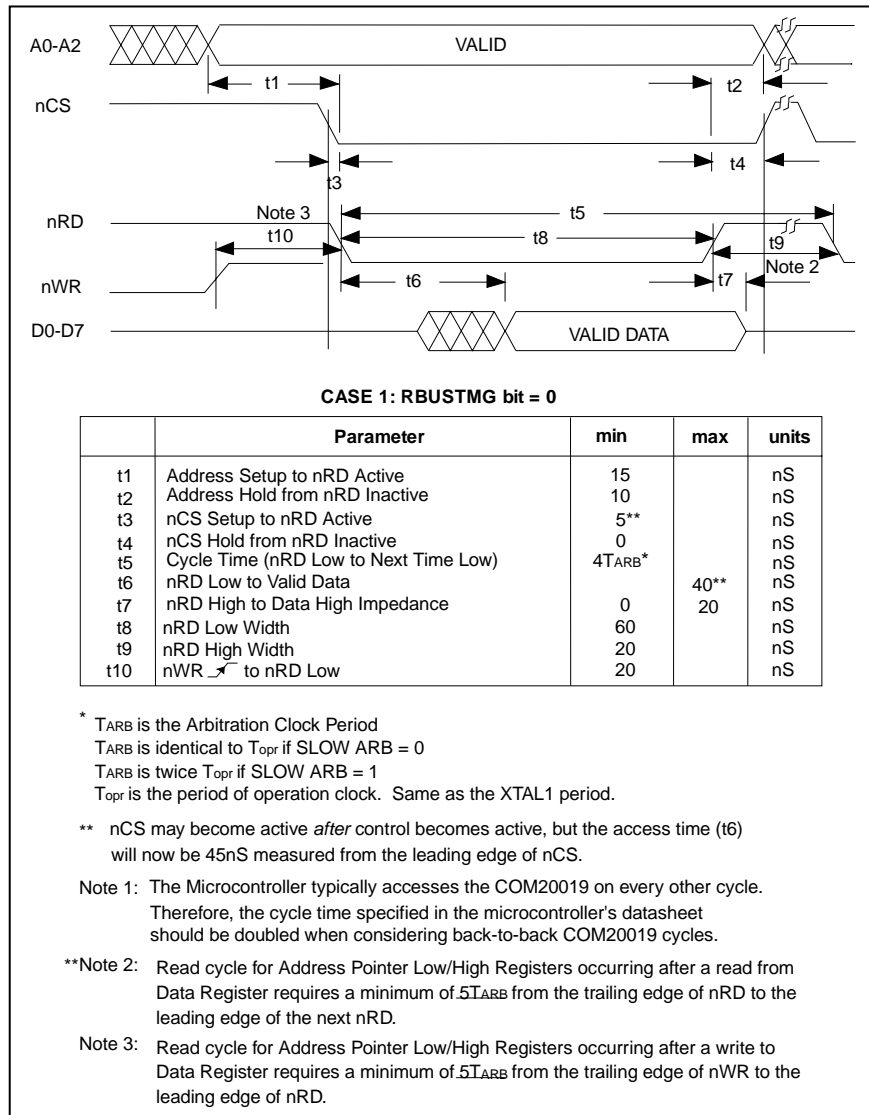 A0-A2
VALID
t1
t2
nCS
t3
t4
nRD
Note 3
t5
t10
t8
t9
nWR
t6
t7
Note 2
D0-D7
VALID DATA
CASE 1: RBUSTMG bit = 0
Parameter min max units
t1 Address Setup to nRD Active 15 nS
t2 Address Hold from nRD Inactive 10 nS
t3 nCS Setup to nRD Active 5** nS
t4 nCS Hold from nRD Inactive 0 nS
t5 Cycle Time (nRD Low to Next Time Low) 4TARB* nS
t6 nRD Low to Valid Data 40** nS
t7 nRD High to Data High Impedance 0 20 nS
t8 nRD Low Width 60 nS
t9 nRD High Width 20 nS
t10 nWR to nRD Low 20 nS
* TARB is the Arbitration Clock Period
TARB is identical to Topr if SLOW ARB = 0
TARB is twice Topr if SLOW ARB = 1
Topr is the period of operation clock. Same as the XTAL1 period.
** nCS may become active after control becomes active, but the access time (t6)
will now be 45nS measured from the leading edge of nCS.
Note 1: The Microcontroller typically accesses the COM20019 on every other cycle.
Therefore, the cycle time specified in the microcontroller's datasheet
should be doubled when considering back-to-back COM20019 cycles.
**Note 2: Read cycle for Address Pointer Low/High Registers occurring after a read from
Data Register requires a minimum of 5TARB from the trailing edge of nRD to the
leading edge of the next nRD.
Note 3: Read cycle for Address Pointer Low/High Registers occurring after a write to
Data Register requires a minimum of 5TARB from the trailing edge of nWR to the
leading edge of nRD.